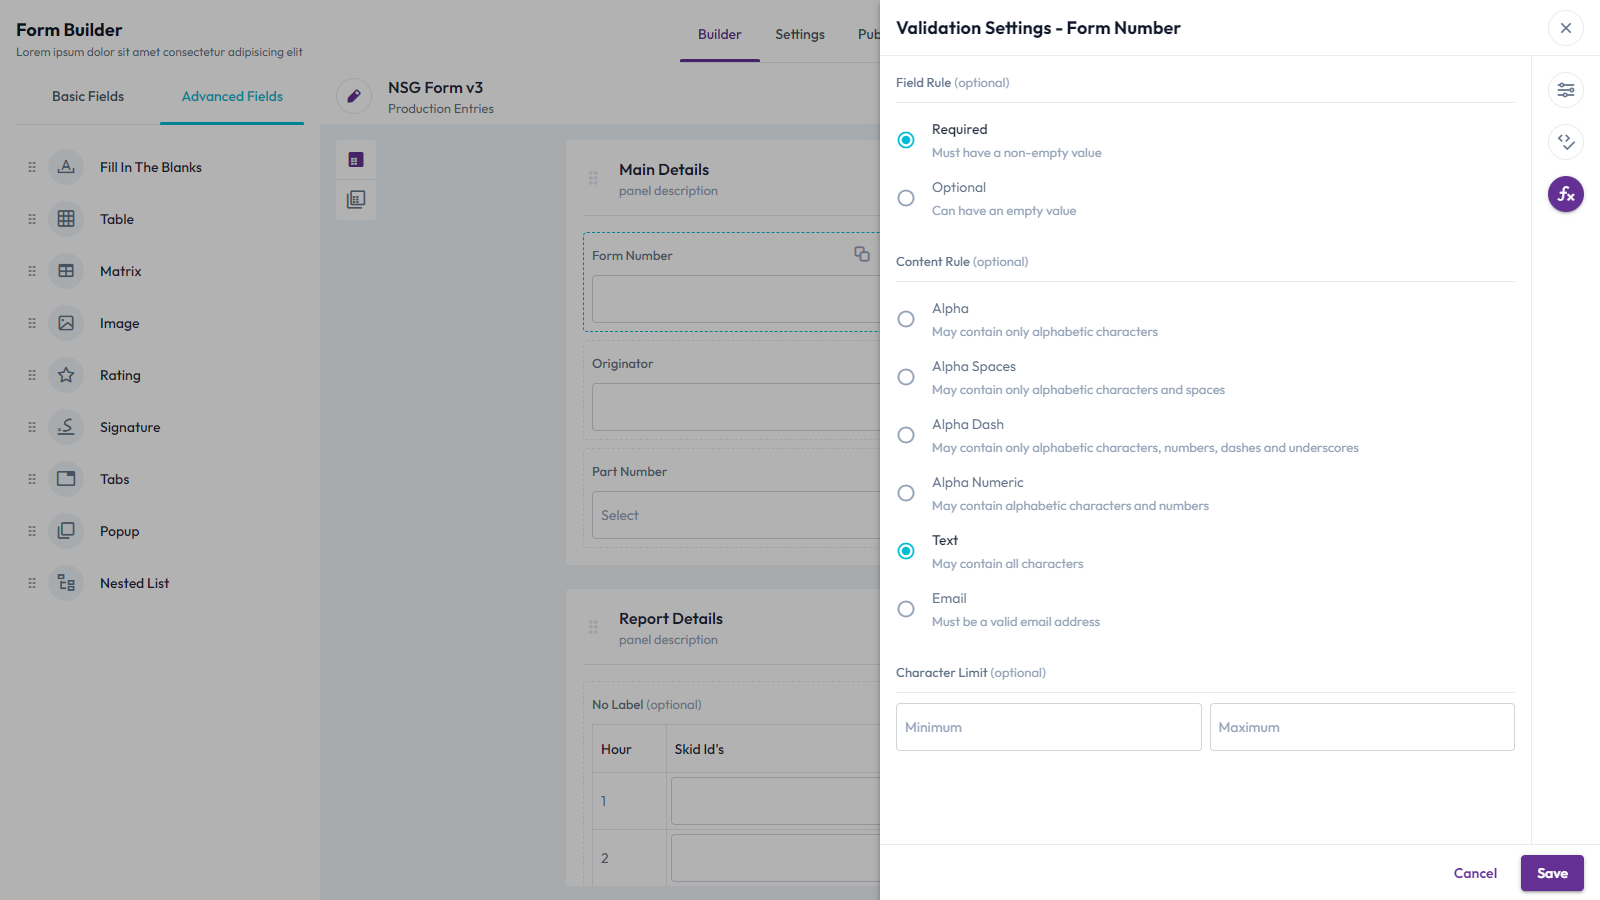 Form Builder
Lorem ipsum dolor sit amet consectetur adipisicing elit
Builder
Settings
Basic Fields
Advanced Fields
Fill In The Blanks
Table
Matrix
Image
Rating
Signature
Tabs
Popup
Nested List
NSG Form v3
Production Entries
Main Details
panel description
Form Number
Originator
Part Number
Select
Report Details
panel description
No Label (optional)
Hour
Skid Id's
1
2
Validation Settings - Form Number
Field Rule (optional)
Required
Must have a non-empty value
Optional
Can have an empty value
Content Rule (optional)
Alpha
May contain only alphabetic characters
Alpha Spaces
May contain only alphabetic characters and spaces
Alpha Dash
May contain only alphabetic characters, numbers, dashes and underscores
Alpha Numeric
May contain alphabetic characters and numbers
Text
May contain all characters
Email
Must be a valid email address
Character Limit (optional)
Minimum
Maximum
Cancel
Save